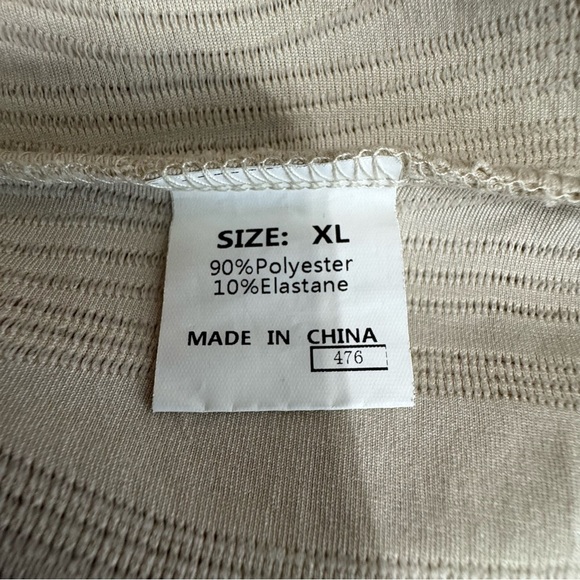 SIZE: XL
90%Polyester
10%Elastane
MADE IN CHINA
476